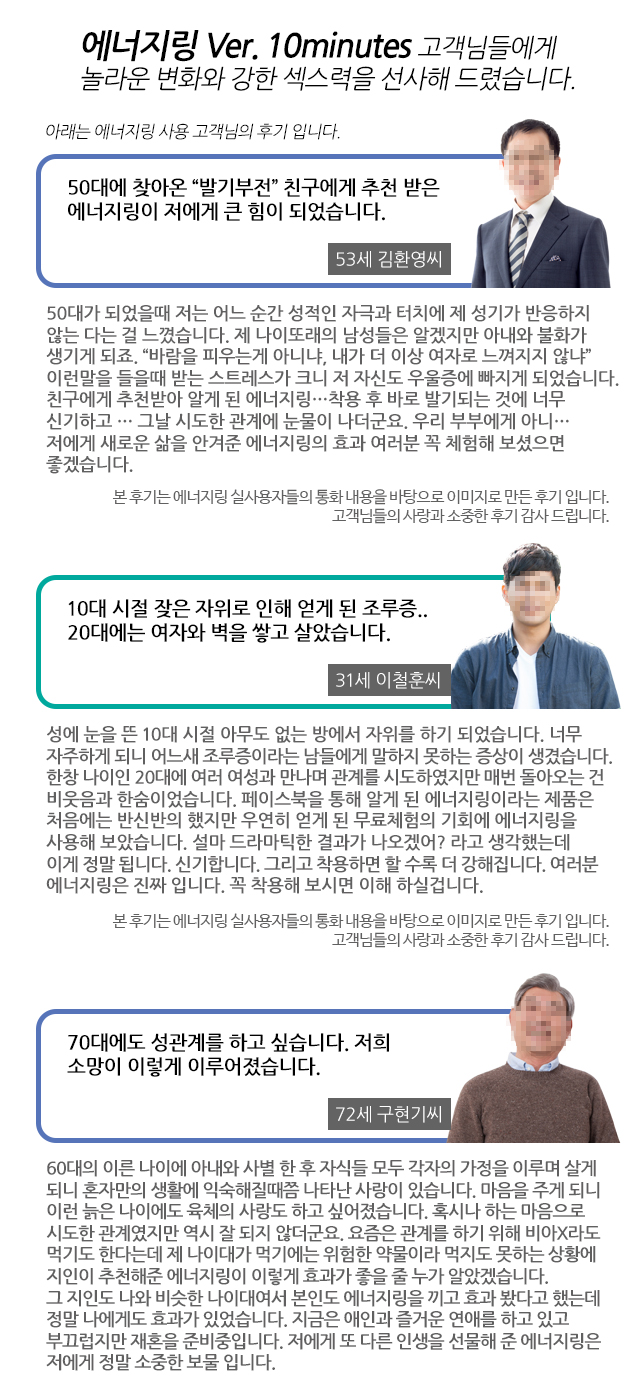 에너지링 Ver. 10minutes 고객님들에게
놀라운 변화와 강한 섹스력을 선사해 드렸습니다.
아래는 에너지링 사용 고객님의 후기 입니다.
50대에 찾아온 “발기부전” 친구에게 추천 받은
에너지링이 저에게 큰 힘이 되었습니다.
53세 김환영씨
50대가 되었을때 저는 어느 순간 성적인 자극과 터치에 제 성기가 반응하지
않는 다는 걸 느꼈습니다. 제 나이또래의 남성들은 알겠지만 아내와 불화가
생기게 되죠. “바람을 피우는게 아니냐, 내가 더 이상 여자로 느껴지지 않냐”
이런말을 들을때 받는 스트레스가 크니 저 자신도 우울증에 빠지게 되었습니다.
친구에게 추천받아 알게 된 에너지링…착용 후 바로 발기되는 것에 너무
신기하고 … 그날 시도한 관계에 눈물이 나더군요. 우리 부부에게 아니…
저에게 새로운 삶을 안겨준 에너지링의 효과 여러분 꼭 체험해 보셨으면
좋겠습니다.
본 후기는 에너지링 실사용자들의 통화 내용을 바탕으로 이미지로 만든 후기 입니다.
고객님들의 사랑과 소중한 후기 감사 드립니다.
10대 시절 잦은 자위로 인해 얻게 된 조루증..
20대에는 여자와 벽을 쌓고 살았습니다.
31세 이철훈씨
성에 눈을 뜬 10대 시절 아무도 없는 방에서 자위를 하기 되었습니다. 너무
자주하게 되니 어느새 조루증이라는 남들에게 말하지 못하는 증상이 생겼습니다.
한창 나이인 20대에 여러 여성과 만나며 관계를 시도하였지만 매번 돌아오는 건
비웃음과 한숨이었습니다. 페이스북을 통해 알게 된 에너지링이라는 제품은
처음에는 반신반의 했지만 우연히 얻게 된 무료체험의 기회에 에너지링을
사용해 보았습니다. 설마 드라마틱한 결과가 나오겠어? 라고 생각했는데
이게 정말 됩니다. 신기합니다. 그리고 착용하면 할 수록 더 강해집니다. 여러분
에너지링은 진짜 입니다. 꼭 착용해 보시면 이해 하실겁니다.
본 후기는 에너지링 실사용자들의 통화 내용을 바탕으로 이미지로 만든 후기 입니다.
고객님들의 사랑과 소중한 후기 감사 드립니다.
70대에도 성관계를 하고 싶습니다. 저희
소망이 이렇게 이루어졌습니다.
72세 구현기씨
60대의 이른 나이에 아내와 사별 한 후 자식들 모두 각자의 가정을 이루며 살게
되니 혼자만의 생활에 익숙해질때쯤 나타난 사랑이 있습니다. 마음을 주게 되니
이런 늙은 나이에도 육체의 사랑도 하고 싶어졌습니다. 혹시나 하는 마음으로
시도한 관계였지만 역시 잘 되지 않더군요. 요즘은 관계를 하기 위해 비아X라도
먹기도 한다는데 제 나이대가 먹기에는 위험한 약물이라 먹지도 못하는 상황에
지인이 추천해준 에너지링이 이렇게 효과가 좋을 줄 누가 알았겠습니다.
그 지인도 나와 비슷한 나이대여서 본인도 에너지링을 끼고 효과 봤다고 했는데
정말 나에게도 효과가 있었습니다. 지금은 애인과 즐거운 연애를 하고 있고
부끄럽지만 재혼을 준비중입니다. 저에게 또 다른 인생을 선물해 준 에너지링은
저에게 정말 소중한 보물 입니다.